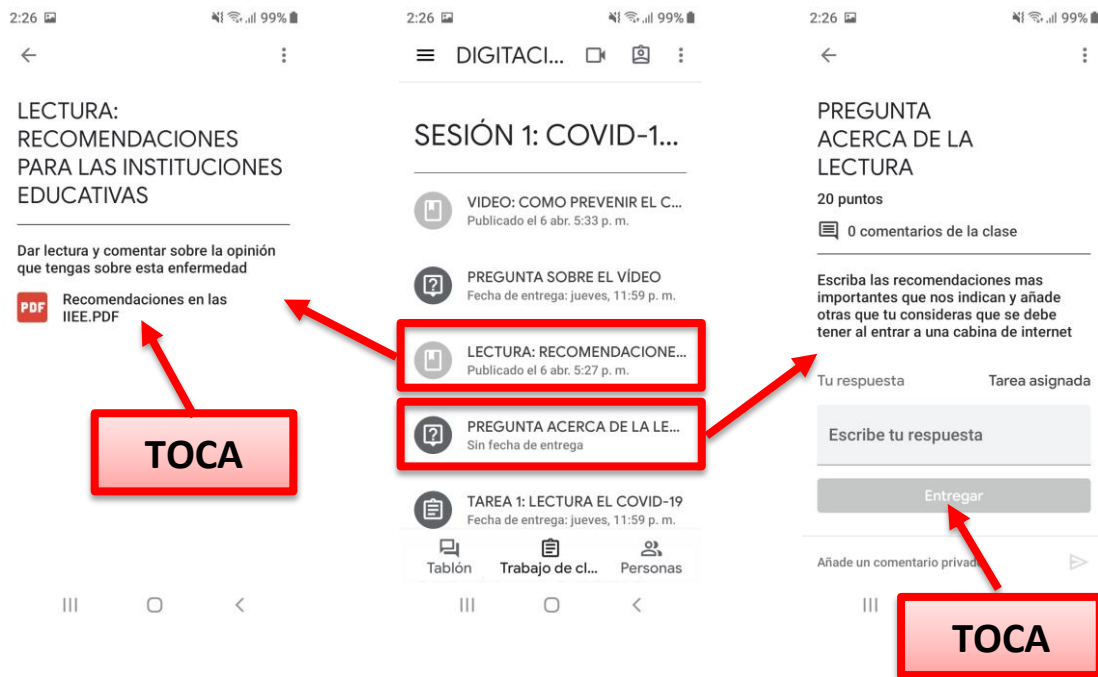 2:26 99%
LECTURA:
RECOMENDACIONES
PARA LAS INSTITUCIONES
EDUCATIVAS
Dar lectura y comentar sobre la opinión
que tengas sobre esta enfermedad
PDF
Recomendaciones en las
IIEE.PDF
TOCA
2:26 99%
DIGITACI...
SESIÓN 1: COVID-1...
VIDEO: COMO PREVENIR EL C...
Publicado el 6 abr. 5:33 p. m.
PREGUNTA SOBRE EL VÍDEO
Fecha de entrega: jueves, 11:59 p. m.
LECTURA: RECOMENDACIONE...
Publicado el 6 abr. 5:27 p. m.
PREGUNTA ACERCA DE LA LE...
Sin fecha de entrega
TAREA 1: LECTURA EL COVID-19
Fecha de entrega: jueves, 11:59 p. m.
Tablón Trabajo de cl... Personas
2:26 99%
PREGUNTA
ACERCA DE LA
LECTURA
20 puntos
0 comentarios de la clase
Escriba las recomendaciones mas
importantes que nos indican y añade
otras que tu consideras que se debe
tener al entrar a una cabina de internet
Tu respuesta Tarea asignada
Escribe tu respuesta
Entregar
Añade un comentario privado
TOCA